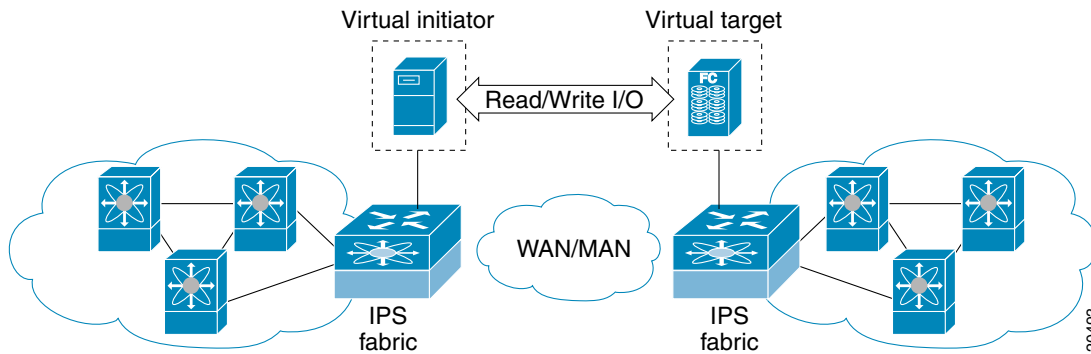 Virtual initiator
Virtual target
FC
Read/Write I/O
WAN/MAN
IPS
fabric
IPS
fabric